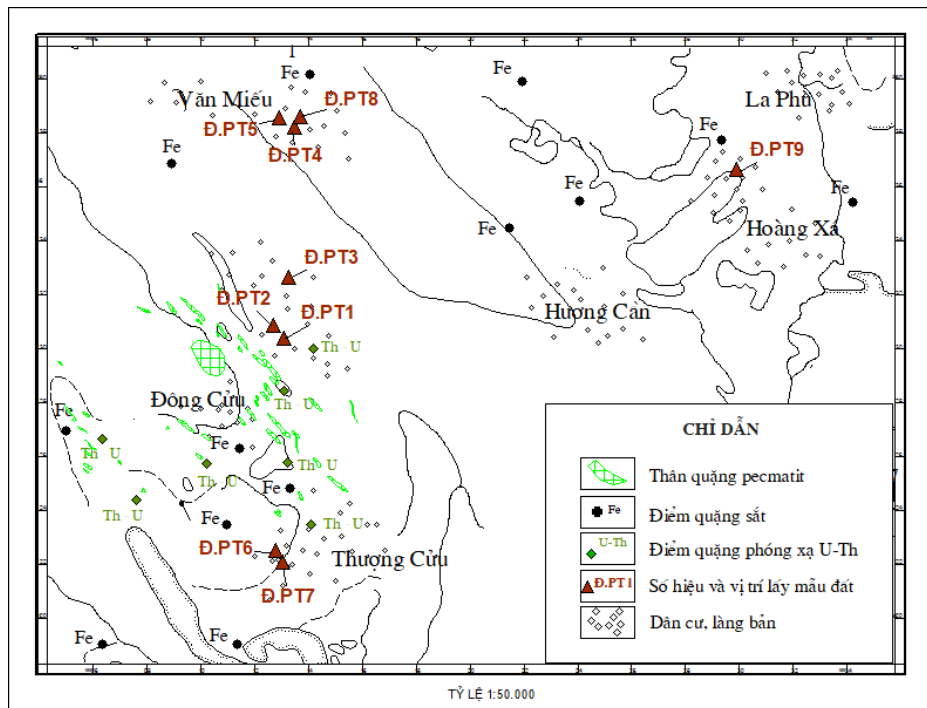 1
Fe
Văn Miếu
Đ.PT8
La Phù
Đ.PT5
Đ.PT4
Fe
Fe
Đ.PT9
Fe
Fe
Fe
Hoàng Xá
Đ.PT3
Đ.PT2
Đ.PT1
Hương Cần
Th U
Đông Cửu
Th U
Fe
Th U
Fe
Th U
Th U
Fe
Th U
Fe
Th U
Đ.PT6
Thượng Cửu
Đ.PT7
Fe
Fe
CHỈ DẪN
Thân quặng pecmatit
Fe
Điểm quặng sắt
U-Th
Điểm quặng phóng xạ U-Th
Đ.PT1
Số hiệu và vị trí lấy mẫu đất
Dân cư, làng bản
TỶ LỆ 1:50.000